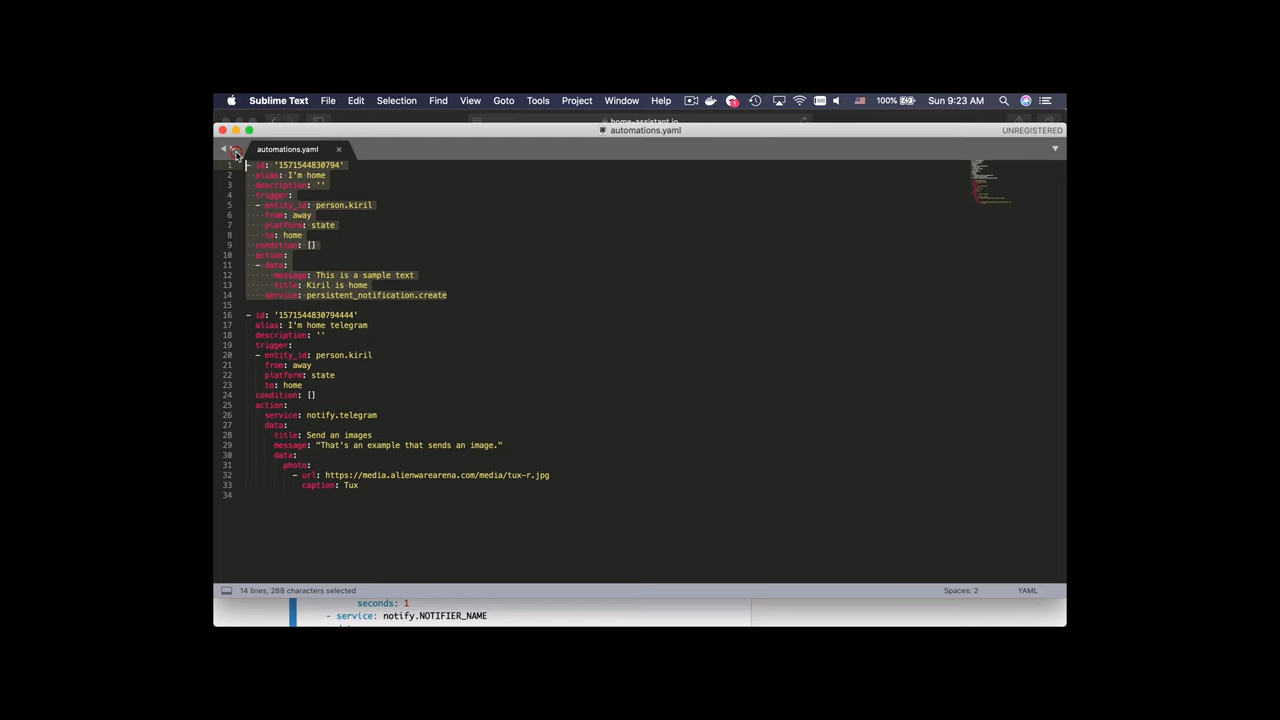 Sublime Text File Edit Selection Find View Goto Tools Project Window Help 1 100% Sun 9:23 AM
home-assistant.io
automations.yaml UNREGISTERED
automations.yaml ×
1 - id: '1571544830794'
2 alias: I'm home
3 description: ''
4 trigger:
5 - entity_id: person.kiril
6 from: away
7 platform: state
8 to: home
9 condition: []
10 action:
11 - data:
12 message: This is a sample text
13 title: Kiril is home
14 service: persistent_notification.create
15
16 - id: '1571544830794444'
17 alias: I'm home telegram
18 description: ''
19 trigger:
20 - entity_id: person.kiril
21 from: away
22 platform: state
23 to: home
24 condition: []
25 action:
26 service: notify.telegram
27 data:
28 title: Send an images
29 message: "That's an example that sends an image."
30 data:
31 photo:
32 - url: https://media.alienwarearena.com/media/tux-r.jpg
33 caption: Tux
34
14 lines, 288 characters selected Spaces: 2 YAML
seconds: 1
- service: notify.NOTIFIER_NAME